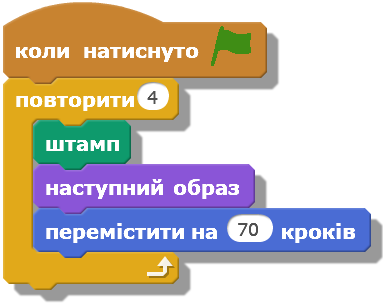 коли натиснуто
повторити 4
штамп
наступний образ
перемістити на 70 кроків